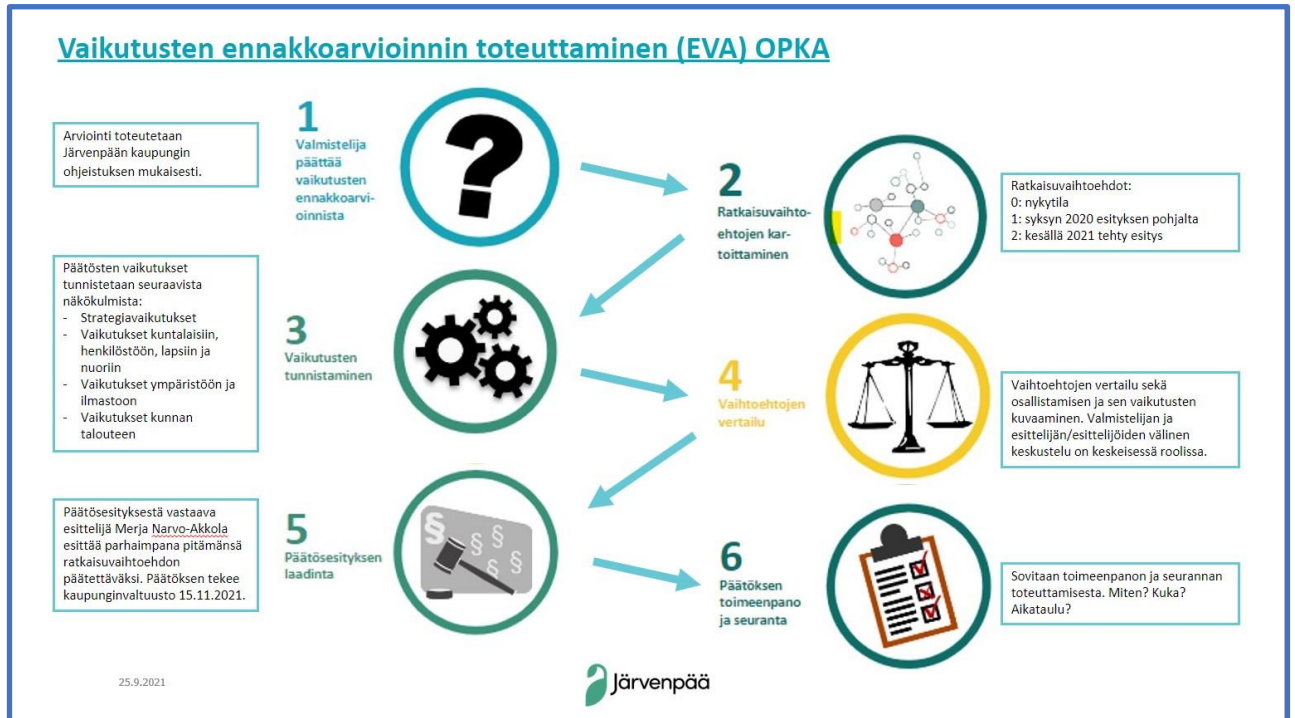 Vaikutusten ennakkoarvioinnin toteuttaminen (EVA) OPKA
Arviointi toteutetaan
Järvenpään kaupungin
ohjeistuksen mukaisesti.
1
Valmistelija
päättää
vaikutusten
ennakkoarvi-
oinnista
2
Ratkaisuvaihto-
ehtojen kar-
toittaminen
Ratkaisuvaihtoehdot:
0: nykytila
1: syksyn 2020 esityksen pohjalta
2: kesällä 2021 tehty esitys
Päätösten vaikutukset
tunnistetaan seuraavista
näkökulmista:
- Strategiavaikutukset
- Vaikutukset kuntalaisiin,
henkilöstöön, lapsiin ja
nuoriin
- Vaikutukset ympäristöön ja
ilmastoon
- Vaikutukset kunnan
talouteen
3
Vaikutusten
tunnistaminen
4
Vaihtoehtojen
vertailu
Vaihtoehtojen vertailu sekä
osallistamisen ja sen vaikutusten
kuvaaminen. Valmistelijan ja
esittelijän/esittelijöiden välinen
keskustelu on keskeisessä roolissa.
Päätösesityksestä vastaava
esittelijä Merja Narvo-Akkola
esittää parhaimpana pitämänsä
ratkaisuvaihtoehdon
päätettäväksi. Päätöksen tekee
kaupunginvaltuusto 15.11.2021.
5
Päätösesityksen
laadinta
§ § § § §
6
Päätöksen
toimeenpano
ja seuranta
Sovitaan toimeenpanon ja seurannan
toteuttamisesta. Miten? Kuka?
Aikataulu?
25.9.2021
Järvenpää